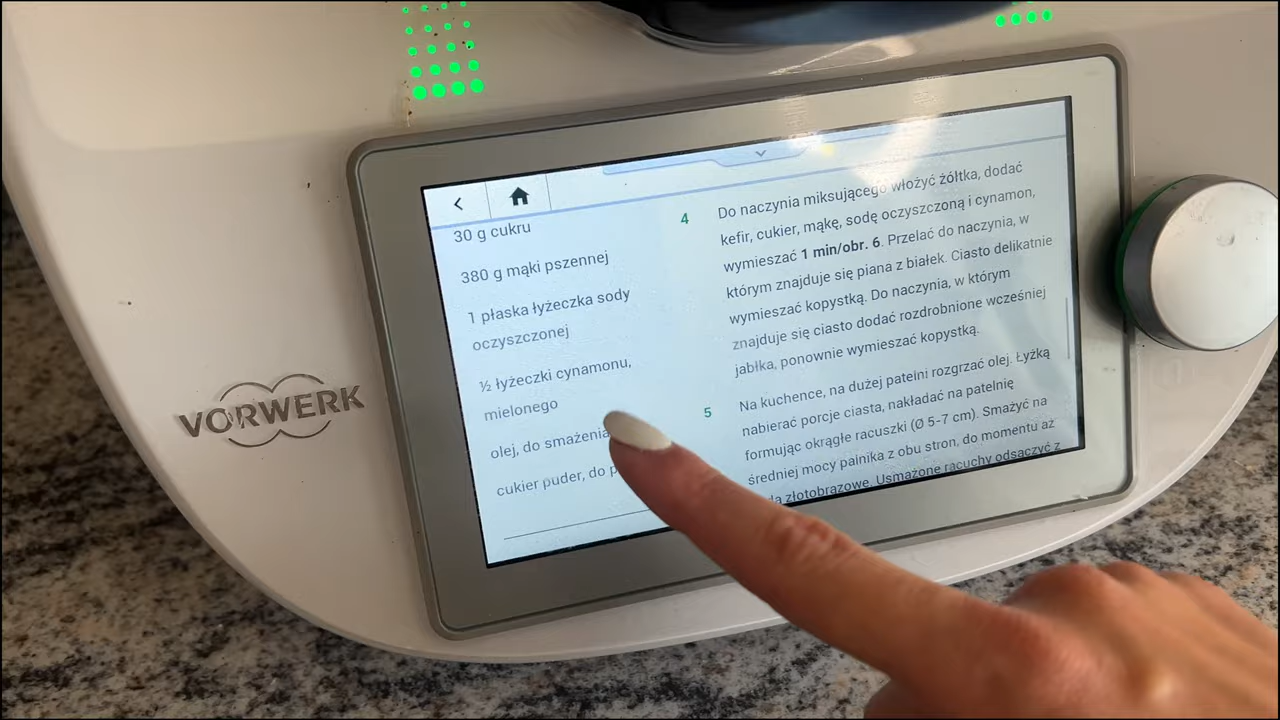 30 g cukru
380 g mąki pszennej
1 płaska łyżeczka sody
oczyszczonej
½ łyżeczki cynamonu,
mielonego
olej, do smażenia
cukier puder, do
4
Do naczynia miksującego włożyć żółtka, dodać
kefir, cukier, mąkę, sodę oczyszczoną i cynamon,
wymieszać 1 min/obr. 6. Przelać do naczynia, w
którym znajduje się piana z białek. Ciasto delikatnie
wymieszać kopystką. Do naczynia, w którym
znajduje się ciasto dodać rozdrobnione wcześniej
jabłka, ponownie wymieszać kopystką.
5
Na kuchence, na dużej patelni rozgrzać olej. Łyżką
nabierać porcje ciasta, nakładać na patelnię
formując okrągłe racuszki (Ø 5-7 cm). Smażyć na
średniej mocy palnika z obu stron, do momentu aż
złotobrązowe. Usmażone racuchy odsączyć z
VORWERK